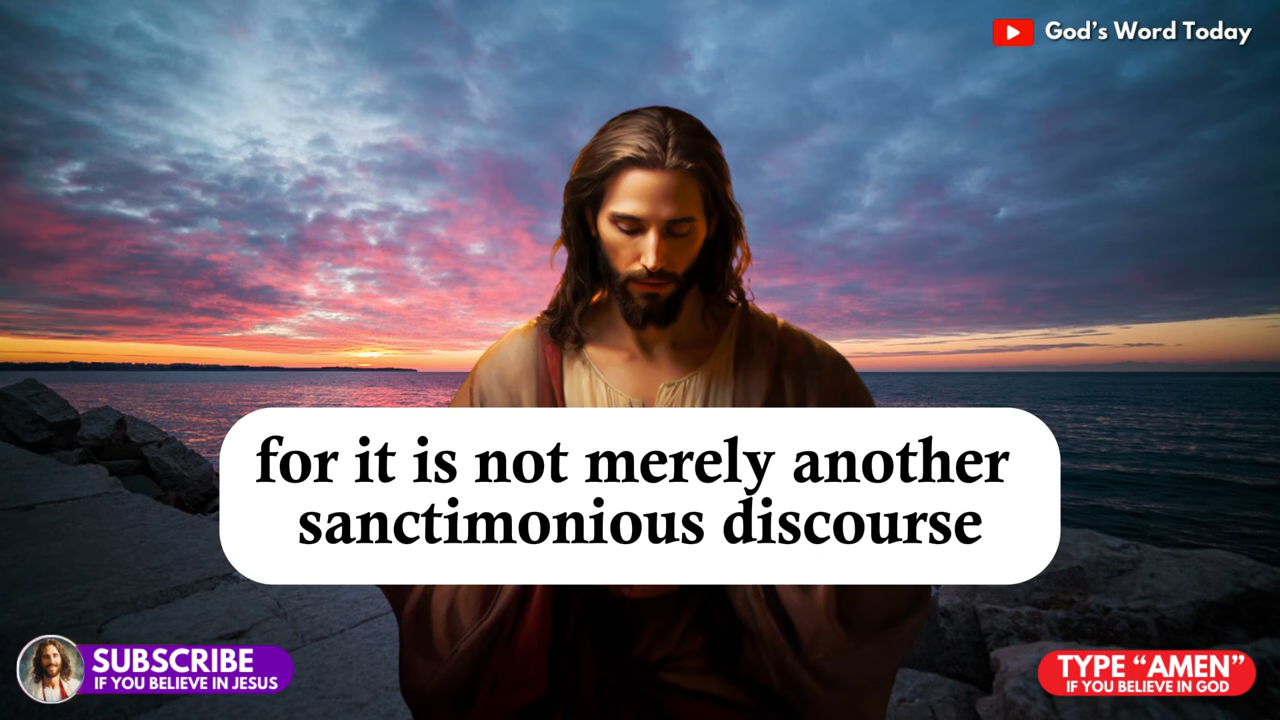 God's Word Today
for it is not merely another
sanctimonious discourse
SUBSCRIBE
IF YOU BELIEVE IN JESUS
TYPE “AMEN”
IF YOU BELIEVE IN GOD